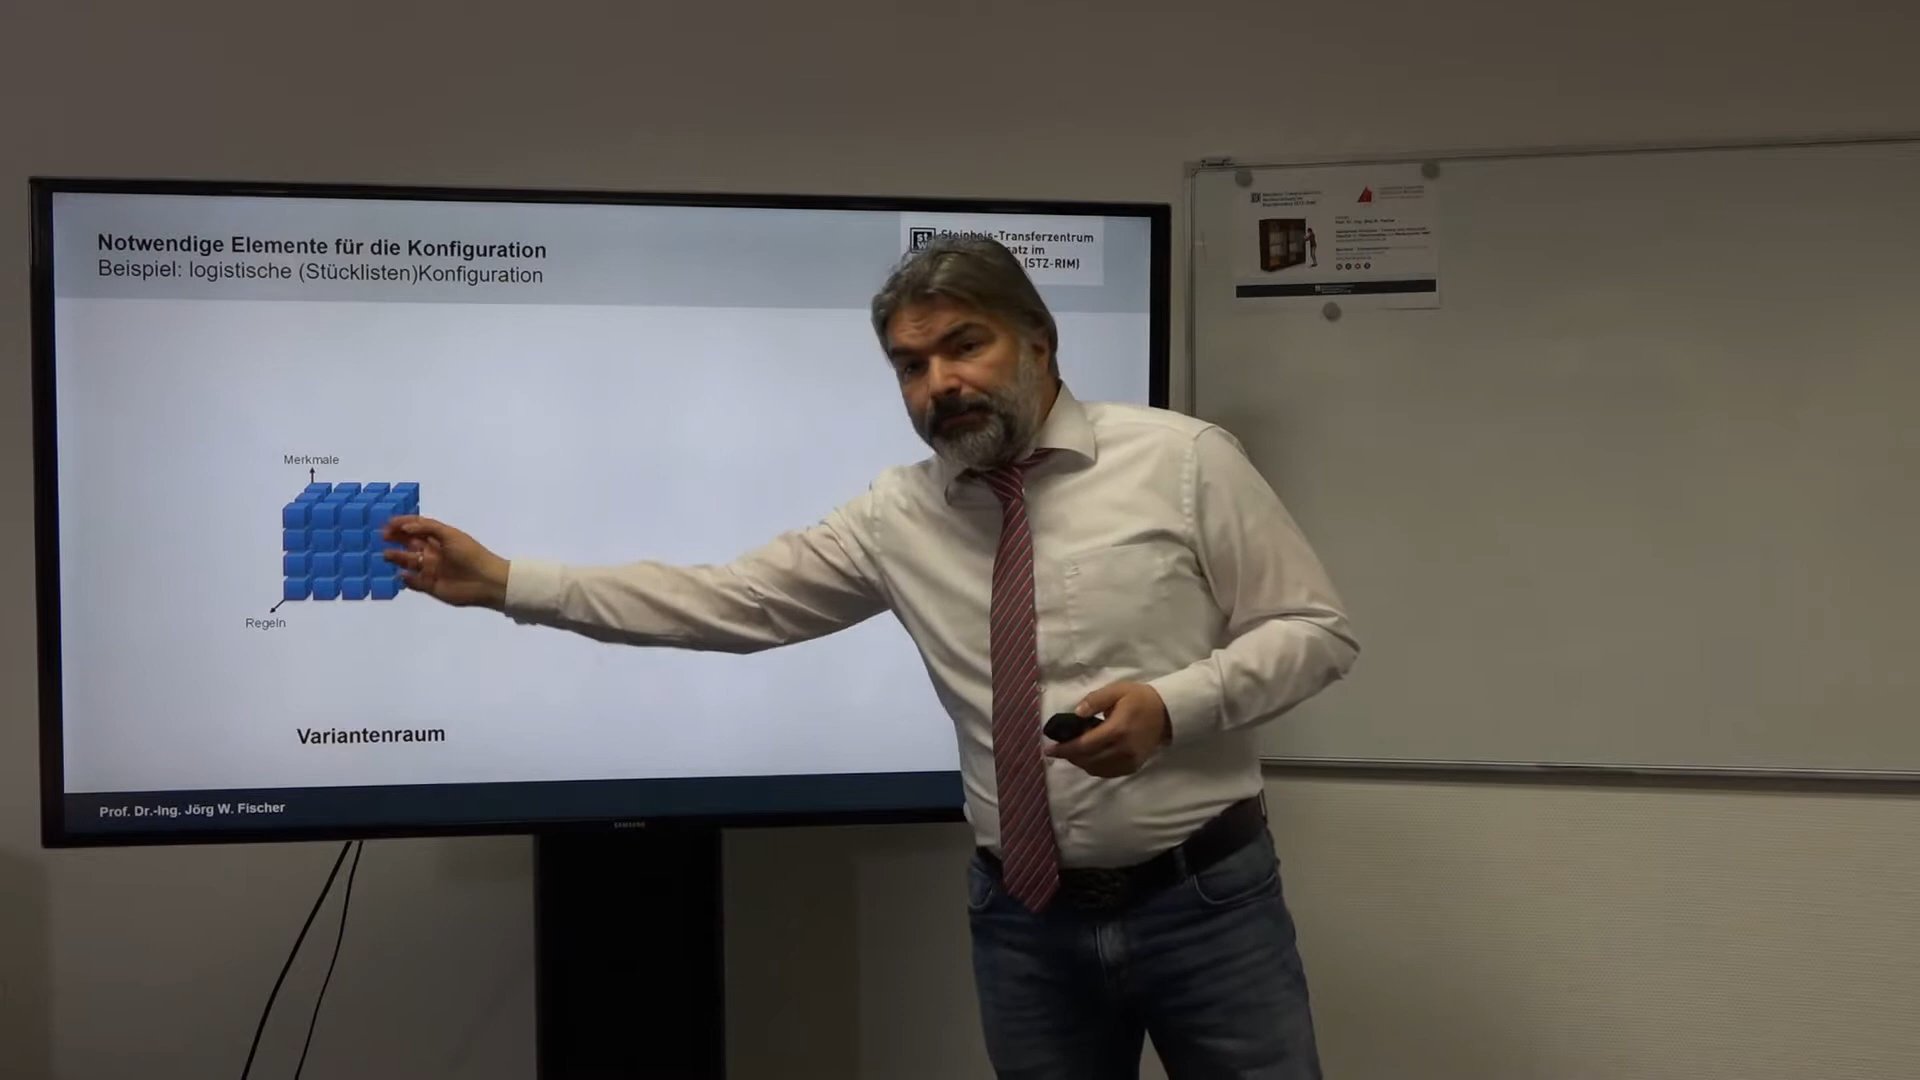 Notwendige Elemente für die Konfiguration
Beispiel: logistische (Stücklisten)Konfiguration
Steinbeis-Transferzentrum
satz im
(STZ-RIM)
Merkmale
Regeln
Variantenraum
Prof. Dr.-Ing. Jörg W. Fischer
SAMSUNG